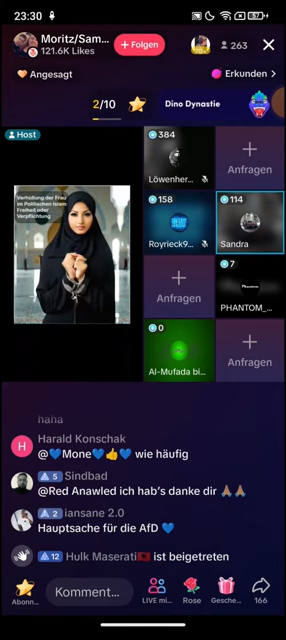 23:30
57
Moritz/Sam...
121.6K Likes
+ Folgen
263
Angesagt
Erkunden >
2/10
Dino Dynastie
Host
Verhüllung der Frau
im Politischen Islam
Freiheit oder
Verpflichtung
384
Löwenher...
Anfragen
158
Royrieck9...
114
Sandra
Anfragen
7
Phantom
PHANTOM_...
0
Al-Mufada bi...
Anfragen
haha
H
Harald Konschak
@💙Mone💙👍💙 wie häufig
5 Sindbad
@Red Anawled ich hab's danke dir 🙏🏽 🙏🏽
2 iansane 2.0
Hauptsache für die AfD 💙
12 Hulk Maserati🇦🇱 ist beigetreten
Komment...
Abonn...
LIVE mi...
Rose
Gesche...
166